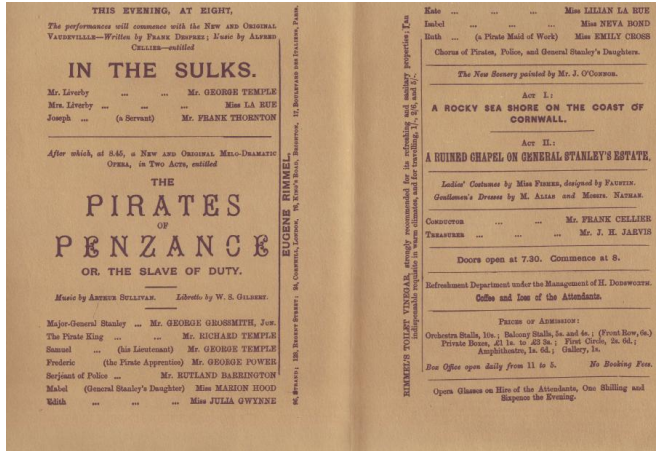 THIS EVENING, AT EIGHT,
The performances will commence with the NEW AND ORIGINAL
VAUDEVILLE—Written by FRANK DESPREZ; Music by ALFRED
CELLIER—entitled
IN THE SULKS.
Mr. Liverby ... ... Mr. GEORGE TEMPLE
Mrs. Liverby ... ... ... Miss LA RUE
Joseph ... (a Servant) Mr. FRANK THORNTON
After which, at 8.45, a NEW AND ORIGINAL MELO-DRAMATIC
OPERA, in TWO ACTS, entitled
THE
PIRATES
OF
PENZANCE
OR, THE SLAVE OF DUTY.
Music by ARTHUR SULLIVAN. Libretto by W. S. GILBERT.
Major-General Stanley ... Mr. GEORGE GROSSMITH, JUN.
The Pirate King ... ... Mr. RICHARD TEMPLE
Samuel ... (his Lieutenant) Mr. GEORGE TEMPLE
Frederic (the Pirate Apprentice) Mr. GEORGE POWER
Serjeant of Police ... Mr. RUTLAND BARRINGTON
Mabel (General Stanley's Daughter) Miss MARION HOOD
Edith ... ... ... Miss JULIA GWYNNE
EUGENE RIMMEL,
96, STRAND; 128, REGENT STREET; 24, CORNHILL, LONDON, 76, KING'S ROAD, BRIGHTON, 17, BOULEVARD DES ITALIENS, PARIS.
RIMMEL'S TOILET VINEGAR, strongly recommended for its refreshing and sanitary properties;
indispensable requisite in warm climates, and for travelling, 1/-, 2/6, and 5/-.
Kate ... ... ... Miss LILIAN LA RUE
Isabel ... ... ... Miss NEVA BOND
Ruth ... (a Pirate Maid of Work) Miss EMILY CROSS
Chorus of Pirates, Police, and General Stanley's Daughters.
The New Scenery painted by Mr. J. O'CONNOR.
ACT I.:
A ROCKY SEA SHORE ON THE COAST OF
CORNWALL.
ACT II.:
A RUINED CHAPEL ON GENERAL STANLEY'S ESTATE,
Ladies' Costumes by MISS FISHER, designed by FAUSTIN.
Gentlemen's Dresses by M. ALIAS and Messrs. NATHAN.
CONDUCTOR ... ... ... Mr. FRANK CELLIER
TREASURER ... ... ... Mr. J. H. JARVIS
Doors open at 7.30. Commence at 8.
Refreshment Department under the Management of H. DODSWORTH.
Coffee and Ices of the Attendants.
PRICES OF ADMISSION:
Orchestra Stalls, 10s.; Balcony Stalls, 5s. and 4s.; (Front Row, 6s.)
Private Boxes, £1 1s. to £3 3s.; First Circle, 2s. 6d.;
Amphitheatre, 1s. 6d.; Gallery, 1s.
Box Office open daily from 11 to 5. No Booking Fees.
Opera Glasses on Hire of the Attendants, One Shilling and
Sixpence the Evening.